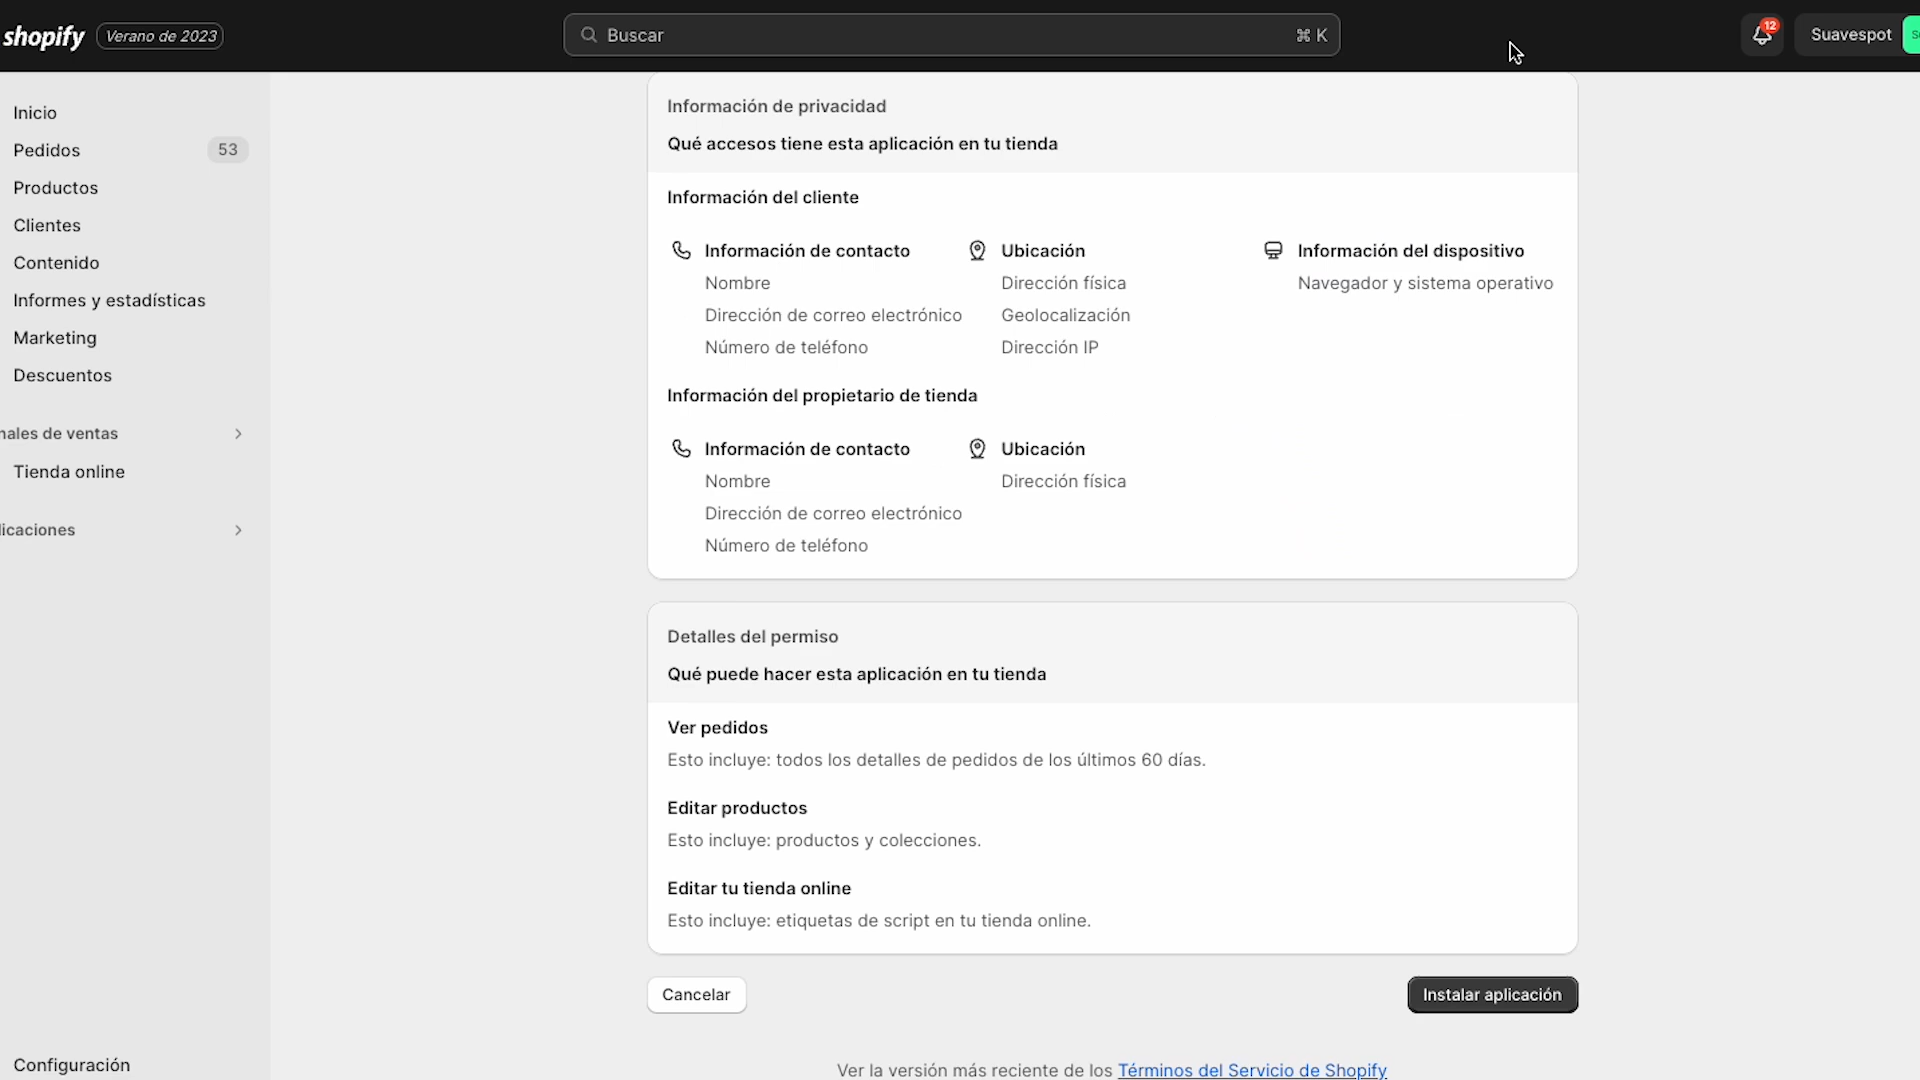 shopify
Verano de 2023
Buscar
⌘ K
12
Suavespot
Inicio
Pedidos
53
Productos
Clientes
Contenido
Informes y estadísticas
Marketing
Descuentos
nales de ventas
Tienda online
licaciones
Configuración
Información de privacidad
Qué accesos tiene esta aplicación en tu tienda
Información del cliente
Información de contacto
Nombre
Dirección de correo electrónico
Número de teléfono
Ubicación
Dirección física
Geolocalización
Dirección IP
Información del dispositivo
Navegador y sistema operativo
Información del propietario de tienda
Información de contacto
Nombre
Dirección de correo electrónico
Número de teléfono
Ubicación
Dirección física
Detalles del permiso
Qué puede hacer esta aplicación en tu tienda
Ver pedidos
Esto incluye: todos los detalles de pedidos de los últimos 60 días.
Editar productos
Esto incluye: productos y colecciones.
Editar tu tienda online
Esto incluye: etiquetas de script en tu tienda online.
Cancelar
Instalar aplicación
Ver la versión más reciente de los Términos del Servicio de Shopify